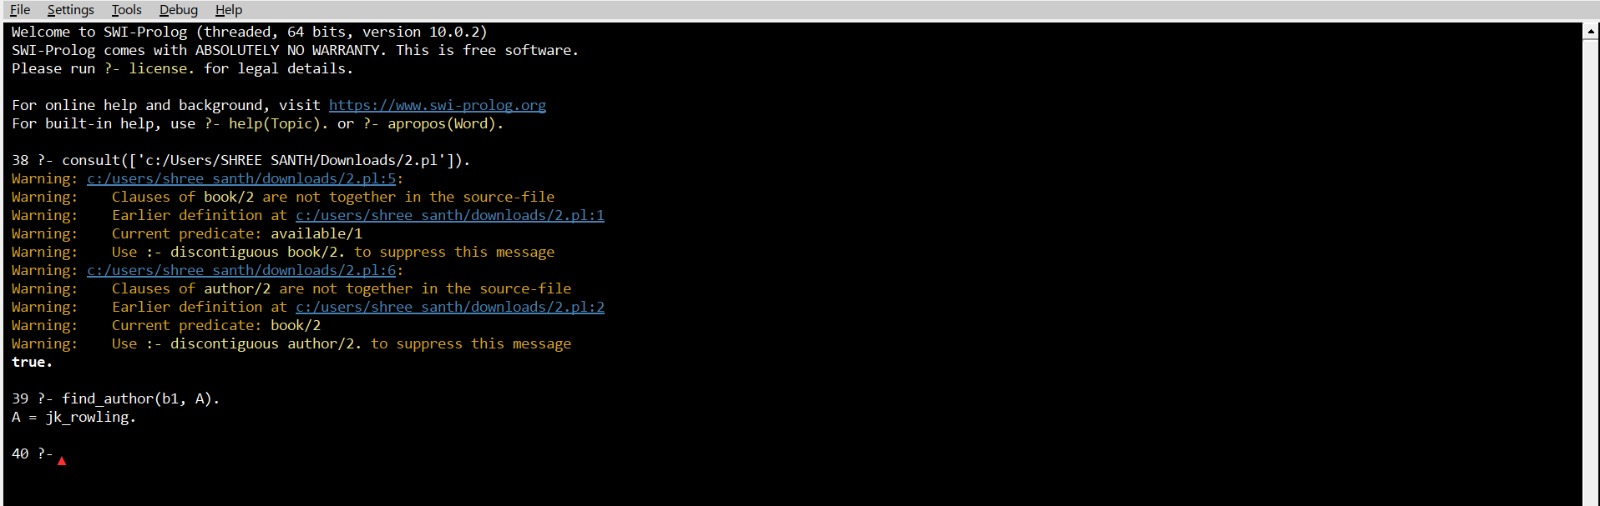 File Settings Tools Debug Help
Welcome to SWI-Prolog (threaded, 64 bits, version 10.0.2)
SWI-Prolog comes with ABSOLUTELY NO WARRANTY. This is free software.
Please run ?- license. for legal details.
For online help and background, visit https://www.swi-prolog.org
For built-in help, use ?- help(Topic). or ?- apropos(Word).
38 ?- consult(['c:/Users/SHREE SANTH/Downloads/2.pl']).
Warning: c:/users/shree santh/downloads/2.pl:5:
Warning:    Clauses of book/2 are not together in the source-file
Warning:    Earlier definition at c:/users/shree santh/downloads/2.pl:1
Warning:    Current predicate: available/1
Warning:    Use :- discontiguous book/2. to suppress this message
Warning: c:/users/shree santh/downloads/2.pl:6:
Warning:    Clauses of author/2 are not together in the source-file
Warning:    Earlier definition at c:/users/shree santh/downloads/2.pl:2
Warning:    Current predicate: book/2
Warning:    Use :- discontiguous author/2. to suppress this message
true.
39 ?- find_author(b1, A).
A = jk_rowling.
40 ?-